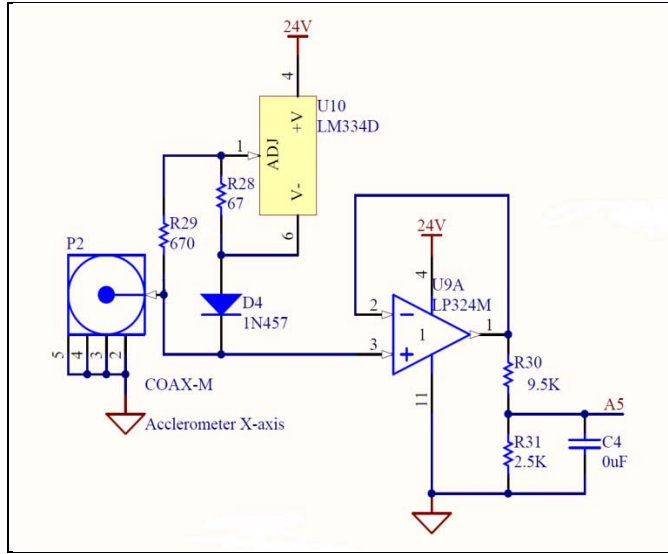 24V
4
U10
LM334D
+V
1
ADJ
V-
R28
67
R29
670
6
P2
D4
1N457
24V
4
U9A
LP324M
2
1
1
3
5
4
3
2
COAX-M
Acclerometer X-axis
11
R30
9.5K
A5
R31
2.5K
C4
0uF